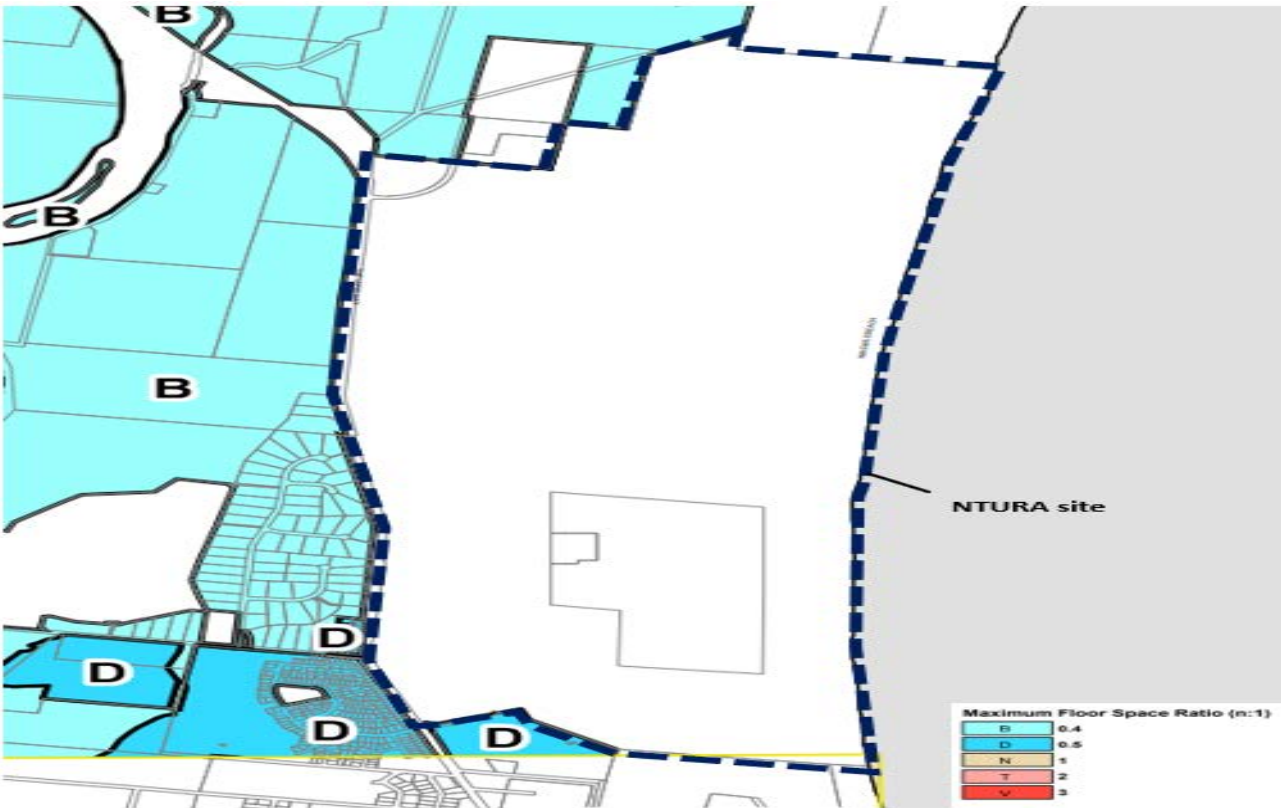 B
B
B
D
D
D
D
NTURA site
Maximum Floor Space Ratio (n:1)
B 0.4
D 0.5
N 1
T 2
V 3